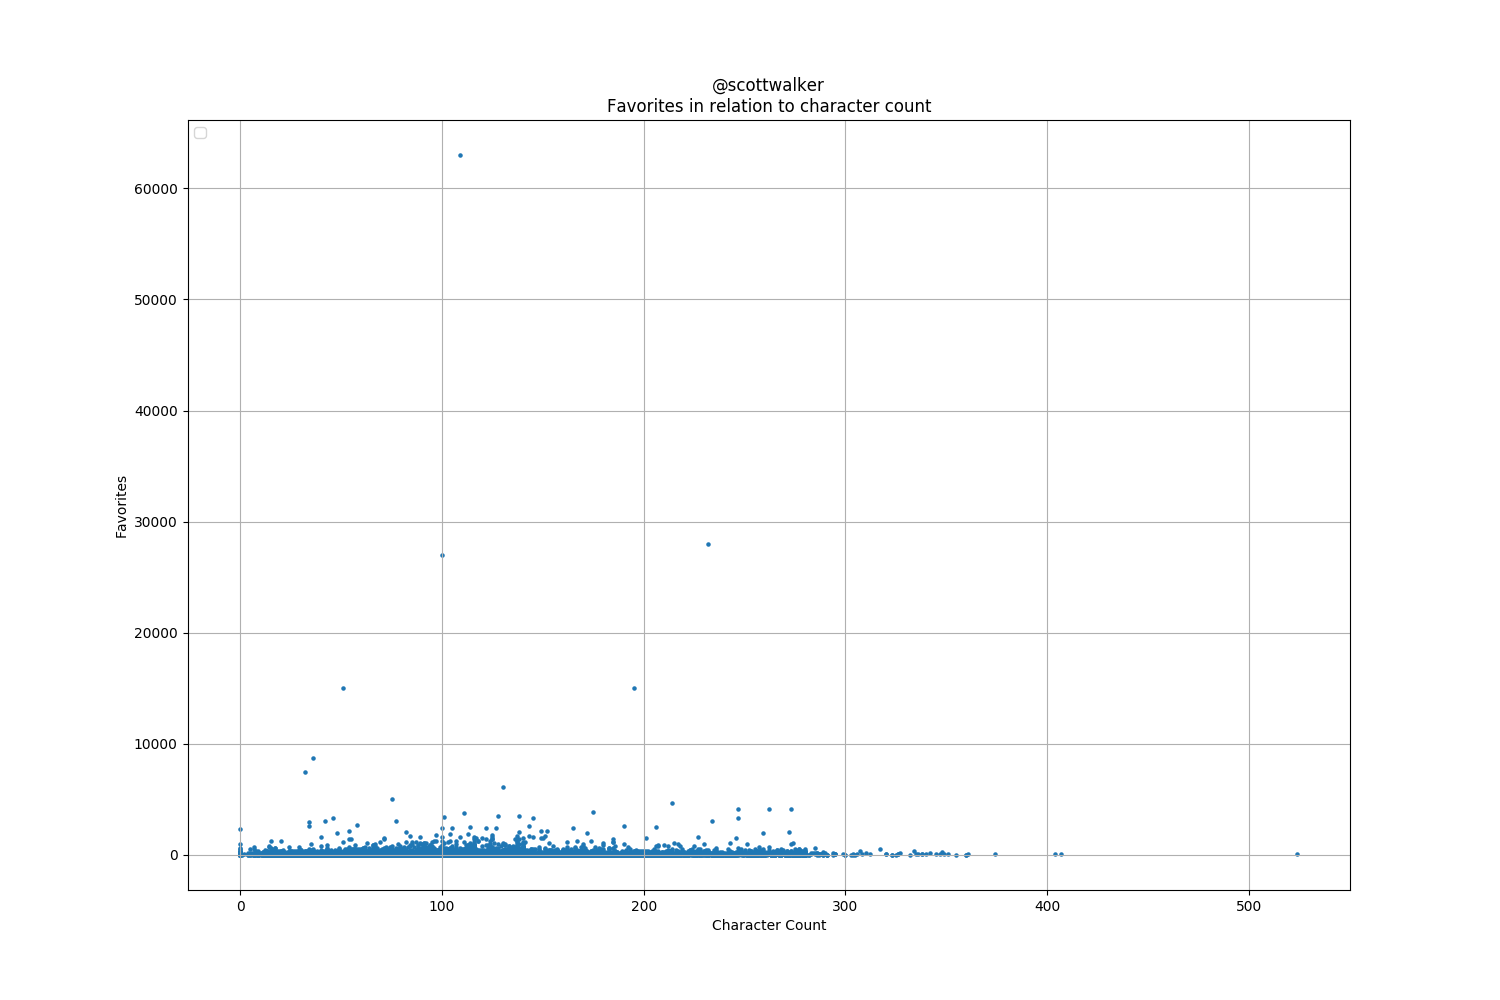 @scottwalker
Favorites in relation to character count
60000
50000
40000
30000
20000
10000
0
Favorites
0 100 200 300 400 500
Character Count